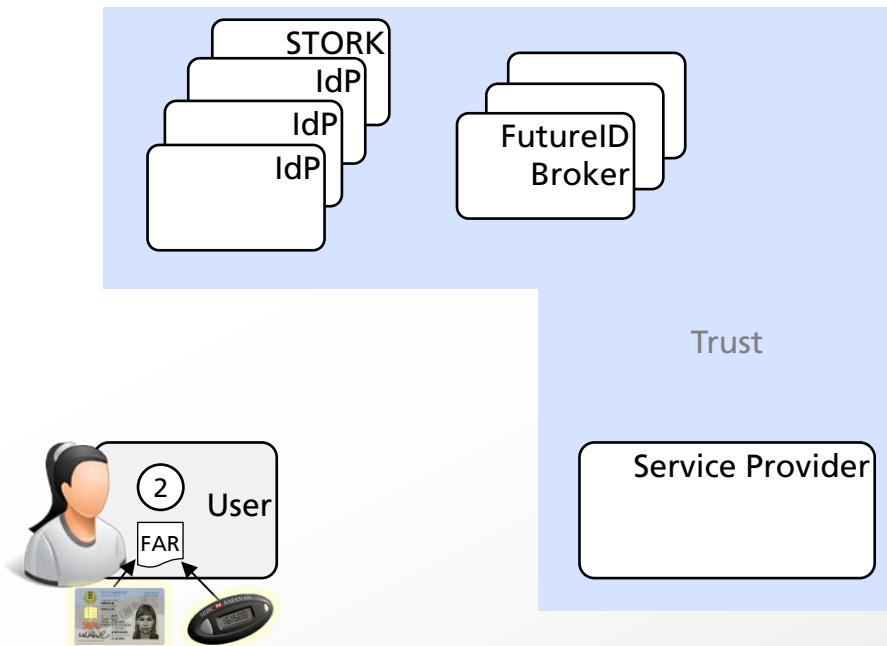 STORK
IdP
IdP
IdP
FutureID
Broker
Trust
Service Provider
2
User
FAR